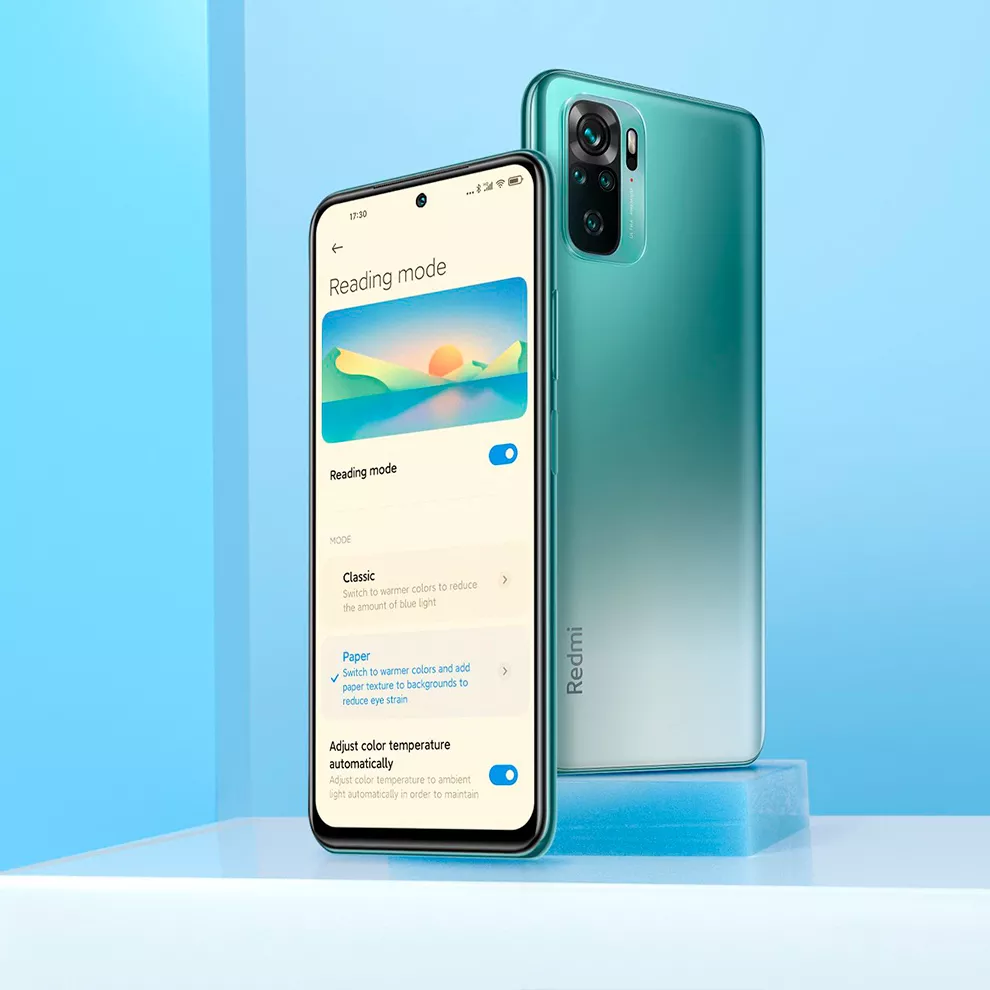 17:30
Reading mode
Reading mode
MODE
Classic
Switch to warmer colors to reduce
the amount of blue light
Paper
Switch to warmer colors and add
paper texture to backgrounds to
reduce eye strain
Adjust color temperature
automatically
Adjust color temperature to ambient
light automatically in order to maintain
Redmi